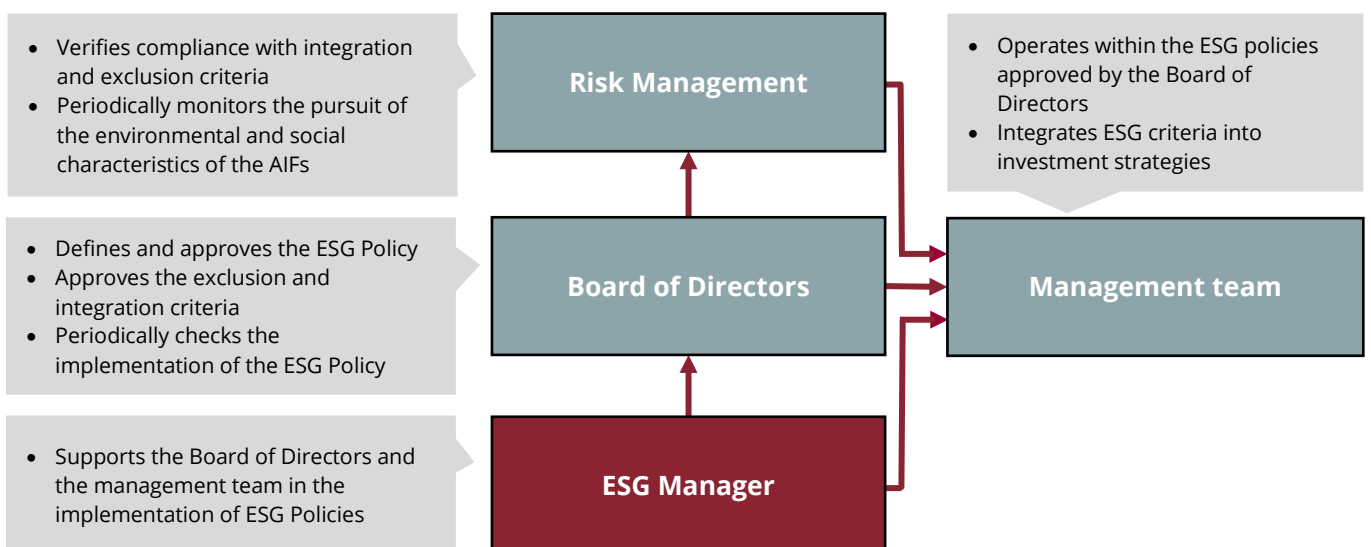 • Verifies compliance with integration
and exclusion criteria
• Periodically monitors the pursuit of
the environmental and social
characteristics of the AIFs
Risk Management
• Operates within the ESG policies
approved by the Board of
Directors
• Integrates ESG criteria into
investment strategies
• Defines and approves the ESG Policy
• Approves the exclusion and
integration criteria
• Periodically checks the
implementation of the ESG Policy
Board of Directors
Management team
• Supports the Board of Directors and
the management team in the
implementation of ESG Policies
ESG Manager